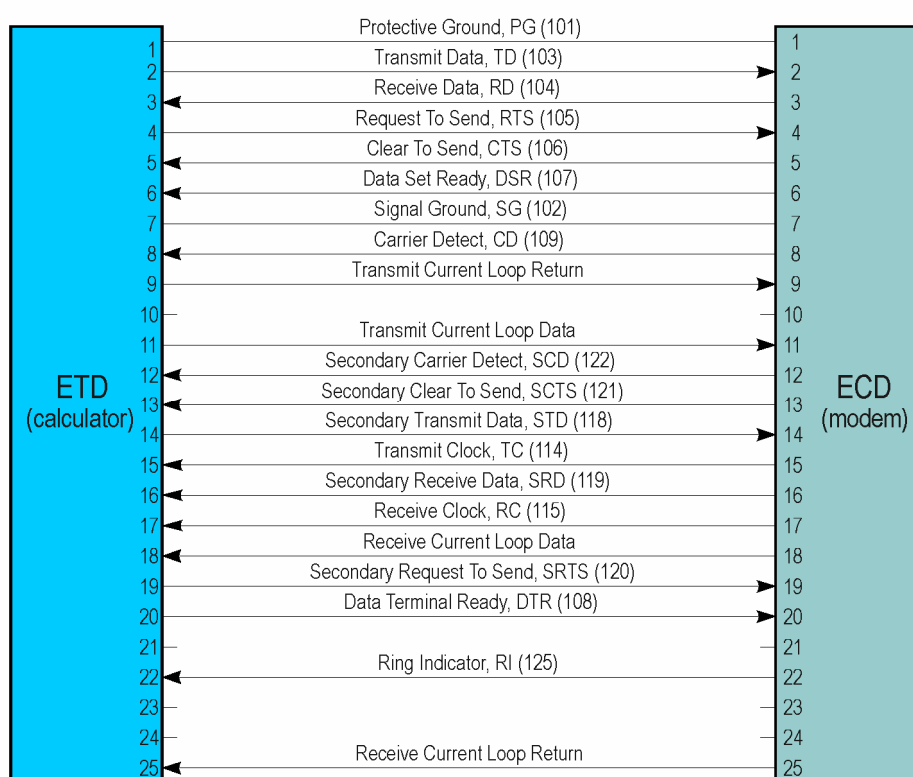 Protective Ground, PG (101)
1 1
Transmit Data, TD (103)
2 2
Receive Data, RD (104)
3 3
Request To Send, RTS (105)
4 4
Clear To Send, CTS (106)
5 5
Data Set Ready, DSR (107)
6 6
Signal Ground, SG (102)
7 7
Carrier Detect, CD (109)
8 8
Transmit Current Loop Return
9 9
10 10
Transmit Current Loop Data
11 11
Secondary Carrier Detect, SCD (122)
12 12
ETD
(calculator)
ECD
(modem)
Secondary Clear To Send, SCTS (121)
13 13
Secondary Transmit Data, STD (118)
14 14
Transmit Clock, TC (114)
15 15
Secondary Receive Data, SRD (119)
16 16
Receive Clock, RC (115)
17 17
Receive Current Loop Data
18 18
Secondary Request To Send, SRTS (120)
19 19
Data Terminal Ready, DTR (108)
20 20
21 21
Ring Indicator, RI (125)
22 22
23 23
24 24
Receive Current Loop Return
25 25